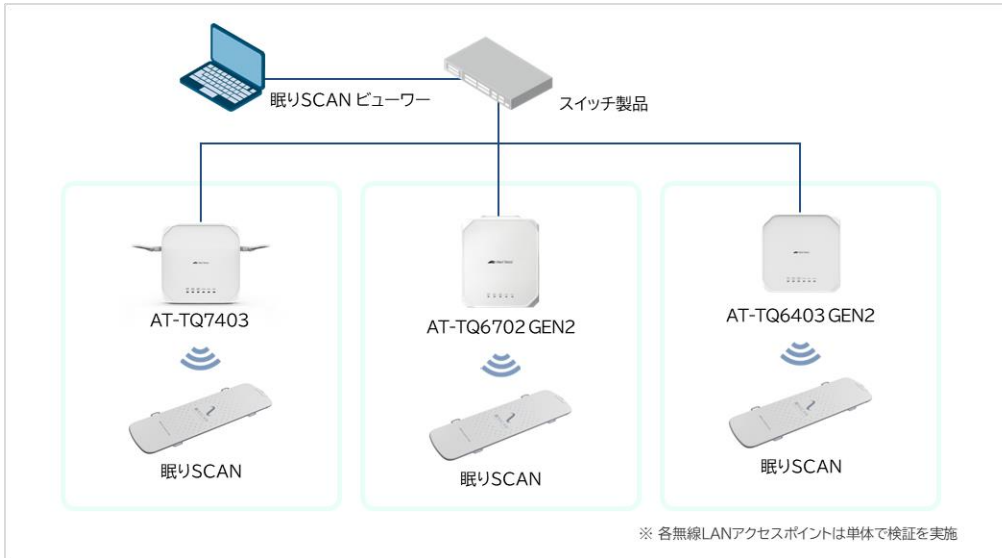 眠りSCAN ビューワー
スイッチ製品
AT-TQ7403
AT-TQ6702 GEN2
AT-TQ6403 GEN2
眠りSCAN
眠りSCAN
眠りSCAN
※ 各無線LANアクセスポイントは単体で検証を実施